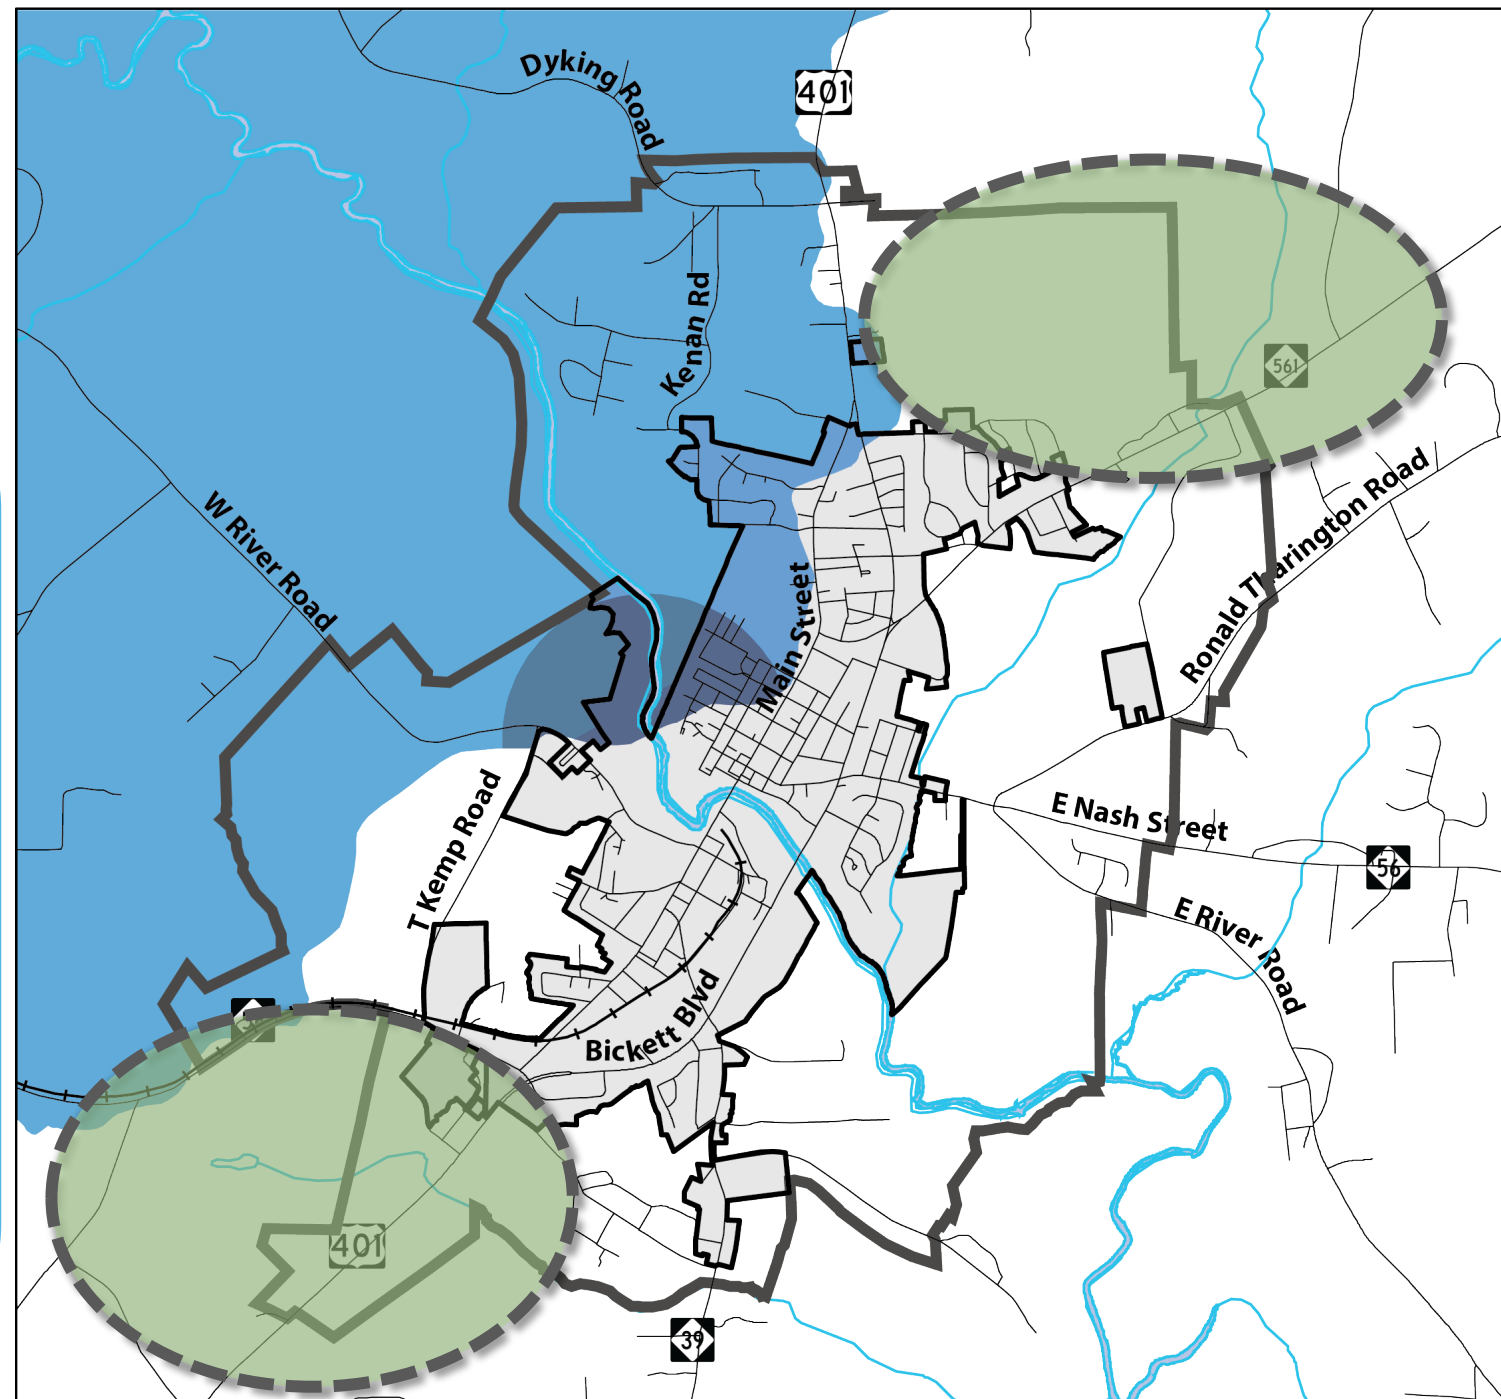 Dyking Road
401
Kenan Rd
561
W River Road
Ronald Tharington Road
Main Street
E Nash Street
56
T Kemp Road
E River Road
Bickett Blvd
401
39